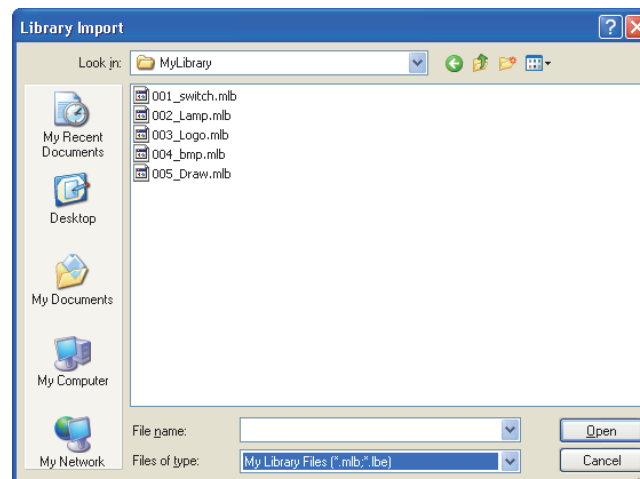 Library Import
Look in: MyLibrary
001_switch.mlb
002_Lamp.mlb
003_Logo.mlb
004_bmp.mlb
005_Draw.mlb
My Recent
Documents
Desktop
My Documents
My Computer
My Network
File name:
Open
Files of type: My Library Files (*.mlb;*.lbe)
Cancel